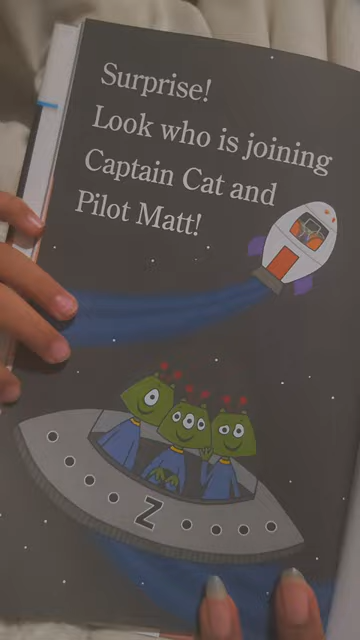 Surprise!
Look who is joining
Captain Cat and
Pilot Matt!
Z